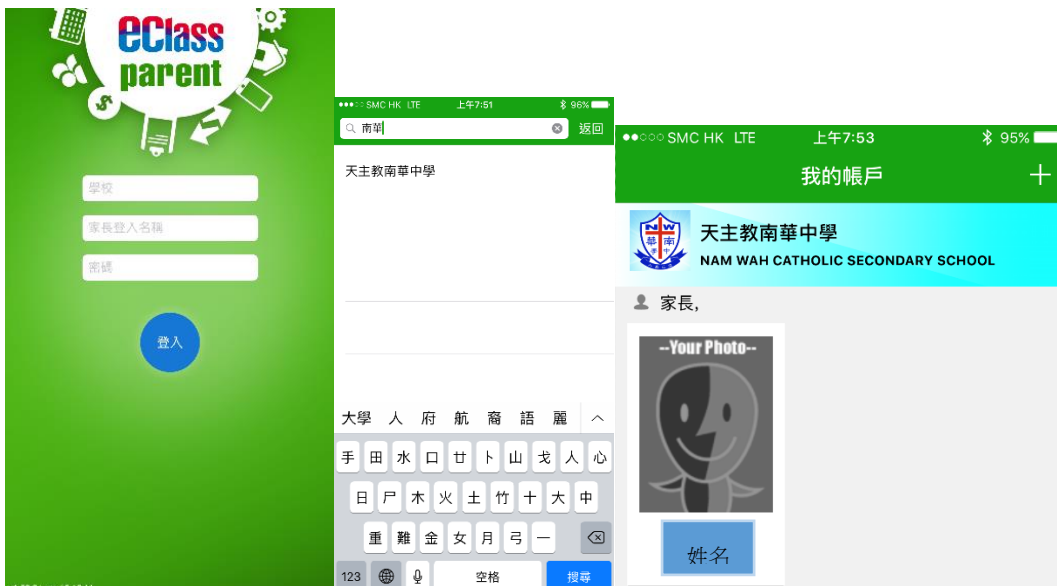 eClass
parent
學校
家長登入名稱
密碼
登入
SMC HK LTE 上午7:51 96%
南華 返回
天主教南華中學
大學 人 府 航 裔 語 麗
手 田 水 口 廿 卜 山 戈 人 心
日 尸 木 火 土 竹 十 大 中
重 難 金 女 月 弓 一
123 空格 搜尋
SMC HK LTE 上午7:53 95%
我的帳戶 +
N W
華 南
天主教南華中學
NAM WAH CATHOLIC SECONDARY SCHOOL
家長,
--Your Photo--
姓名